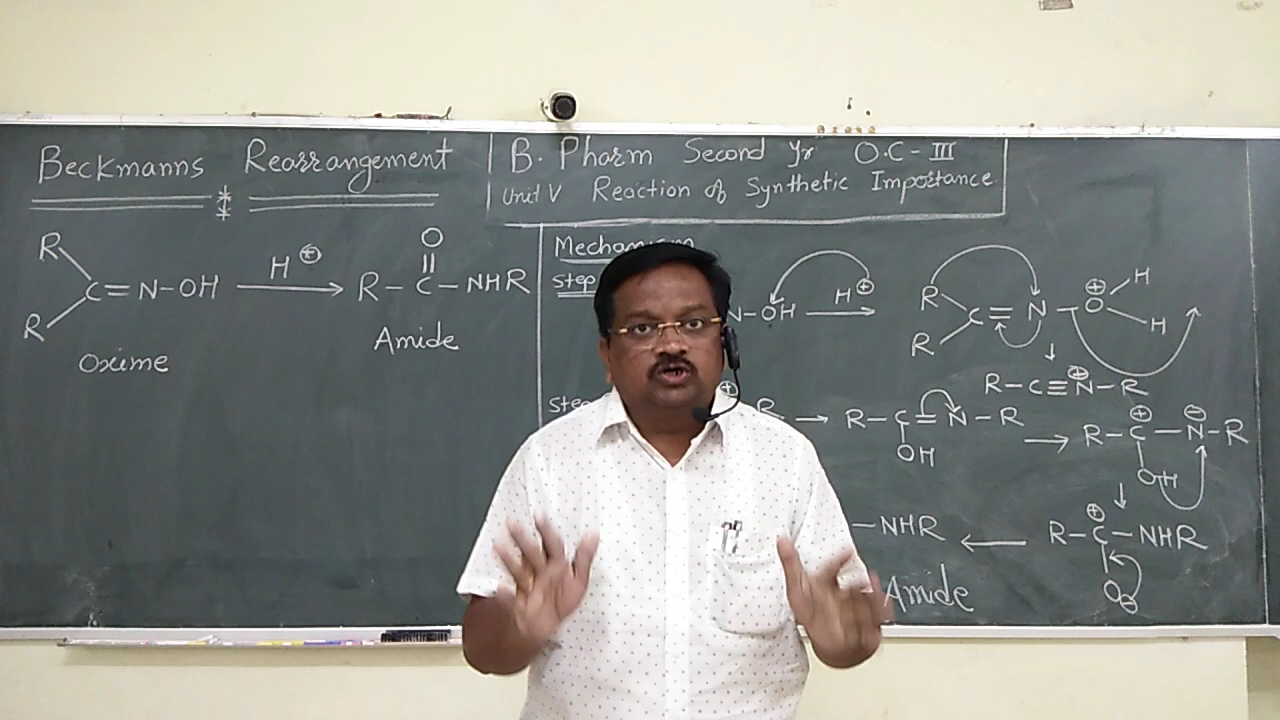 Beckmanns Rearrangement
B. Pharm Second Yr O.C-III
Unit V Reaction of Synthetic Importance
R
R
C=N-OH
H⊕
O
R-C-NHR
Oxime
Amide
Step
N-OH
H⊕
R
R
C=N-O⊕
H
H
R-C≡N⊕-R
⊕
R
R-C=N-R
OH
R-C⊕-N⊖-R
OH
-NHR
R-C⊕-NHR
O⊖
Amide